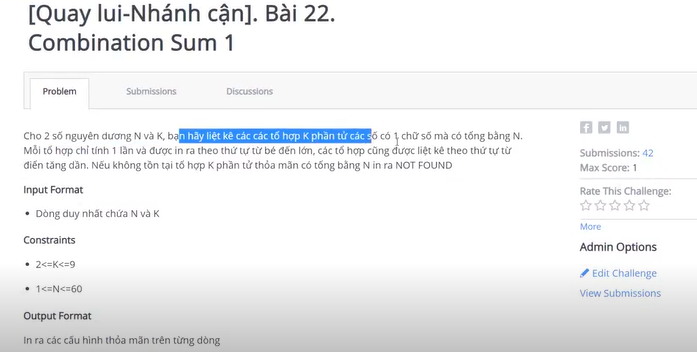 [Quay lui-Nhánh cận]. Bài 22.
Combination Sum 1
Problem
Submissions
Discussions
Cho 2 số nguyên dương N và K, bạn hãy liệt kê các các tổ hợp K phần tử các số có 1 chữ số mà có tổng bằng N.
Mỗi tổ hợp chỉ tính 1 lần và được in ra theo thứ tự từ bé đến lớn, các tổ hợp cũng được liệt kê theo thứ tự từ
điển tăng dần. Nếu không tồn tại tổ hợp K phần tử thỏa mãn có tổng bằng N in ra NOT FOUND
Input Format
• Dòng duy nhất chứa N và K
Constraints
• 2<=K<=9
• 1<=N<=60
Output Format
In ra các cấu hình thỏa mãn trên từng dòng
Submissions: 42
Max Score: 1
Rate This Challenge:
More
Admin Options
Edit Challenge
View Submissions